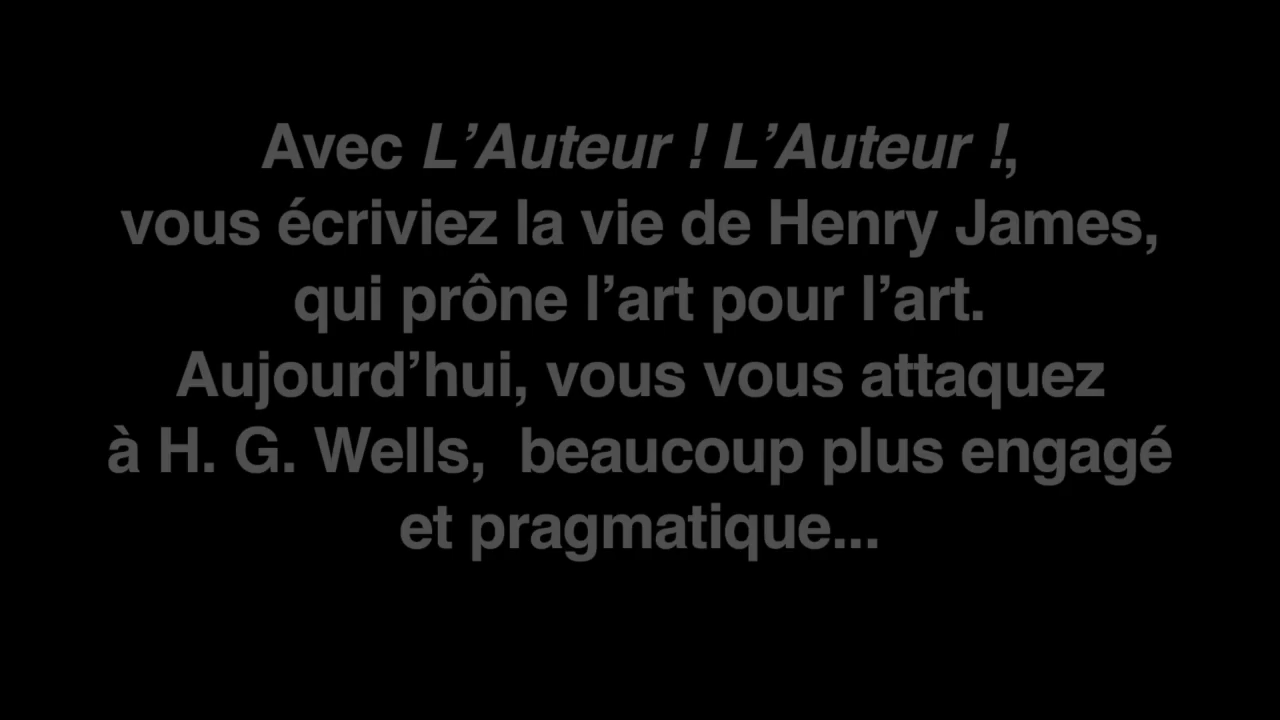 Avec L’Auteur ! L’Auteur !,
vous écriviez la vie de Henry James,
qui prône l’art pour l’art.
Aujourd’hui, vous vous attaquez
à H. G. Wells,  beaucoup plus engagé
et pragmatique...